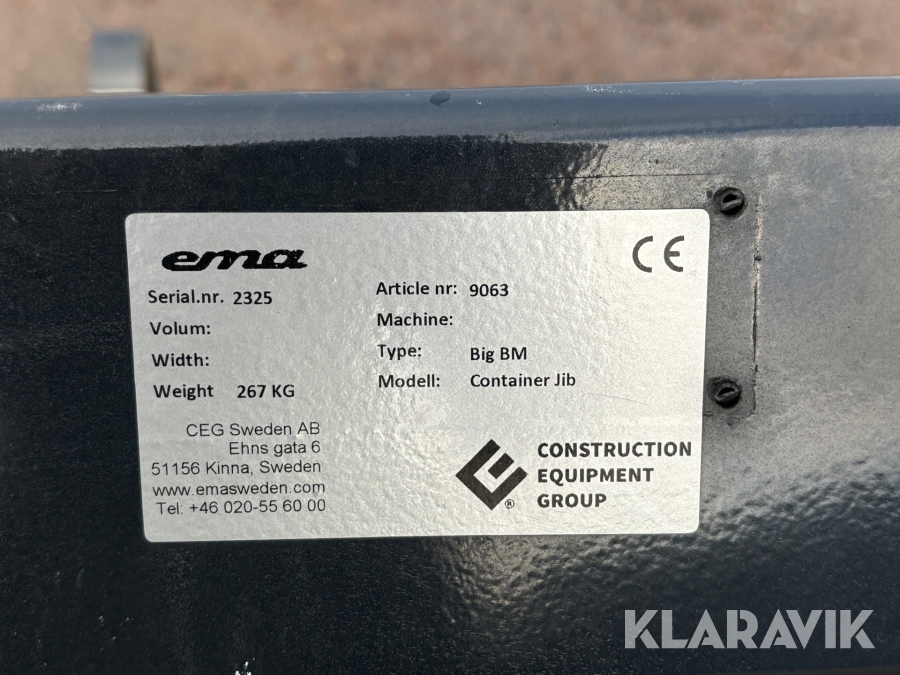 ema
CE
Serial.nr. 2325
Volum:
Width:
Weight 267 KG
Article nr: 9063
Machine:
Type: Big BM
Modell: Container Jib
CEG Sweden AB
Ehns gata 6
51156 Kinna, Sweden
www.emasweden.com
Tel: +46 020-55 60 00
CONSTRUCTION
EQUIPMENT
GROUP
®
KLARAVIK